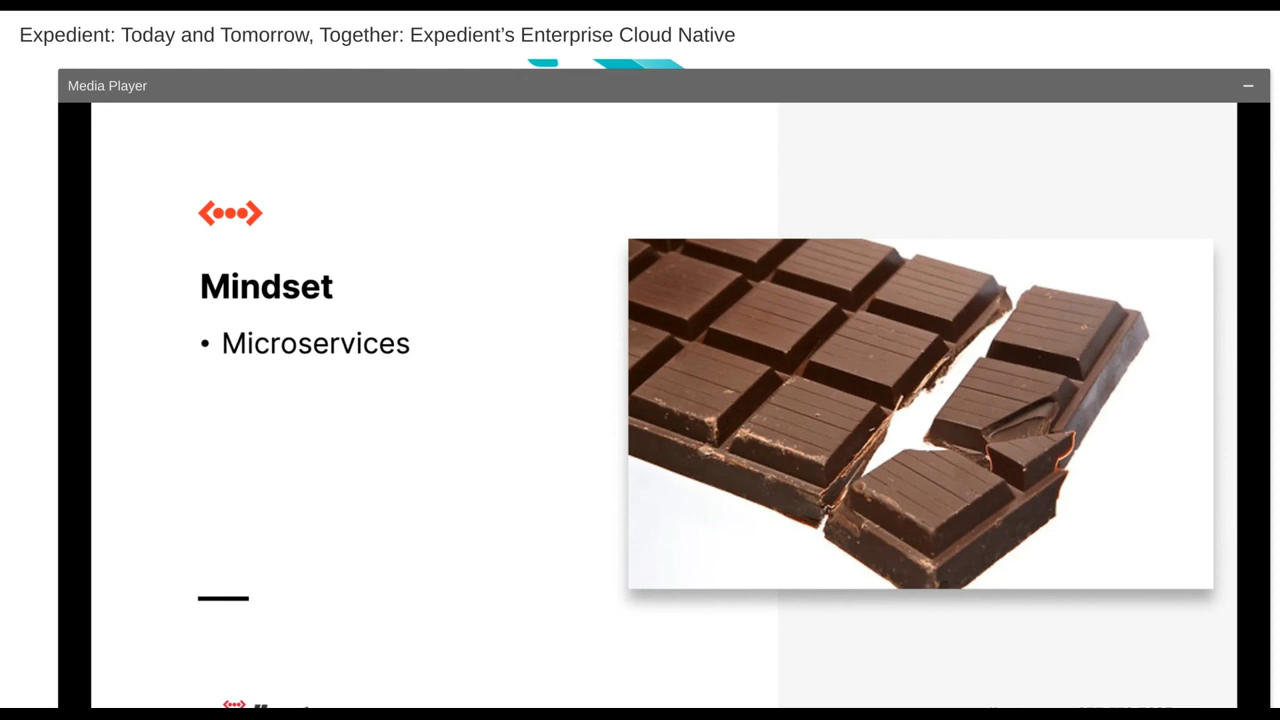 Expedient: Today and Tomorrow, Together: Expedient’s Enterprise Cloud Native
Media Player
Mindset
• Microservices